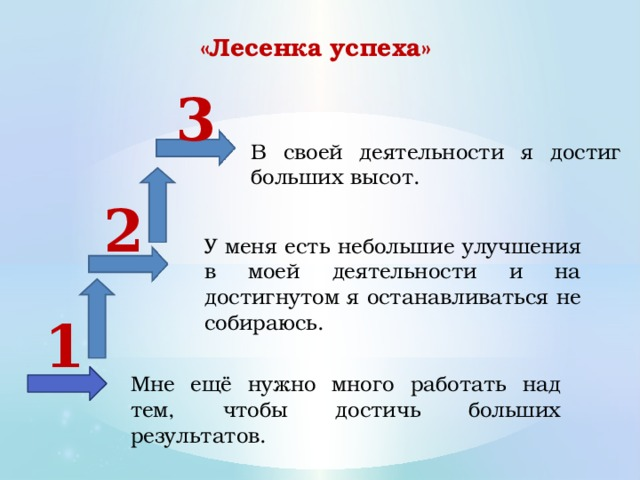 «Лесенка успеха»
3
В своей деятельности я достиг
больших высот.
2
У меня есть небольшие улучшения
в моей деятельности и на
достигнутом я останавливаться не
собираюсь.
1
Мне ещё нужно много работать над
тем, чтобы достичь больших
результатов.